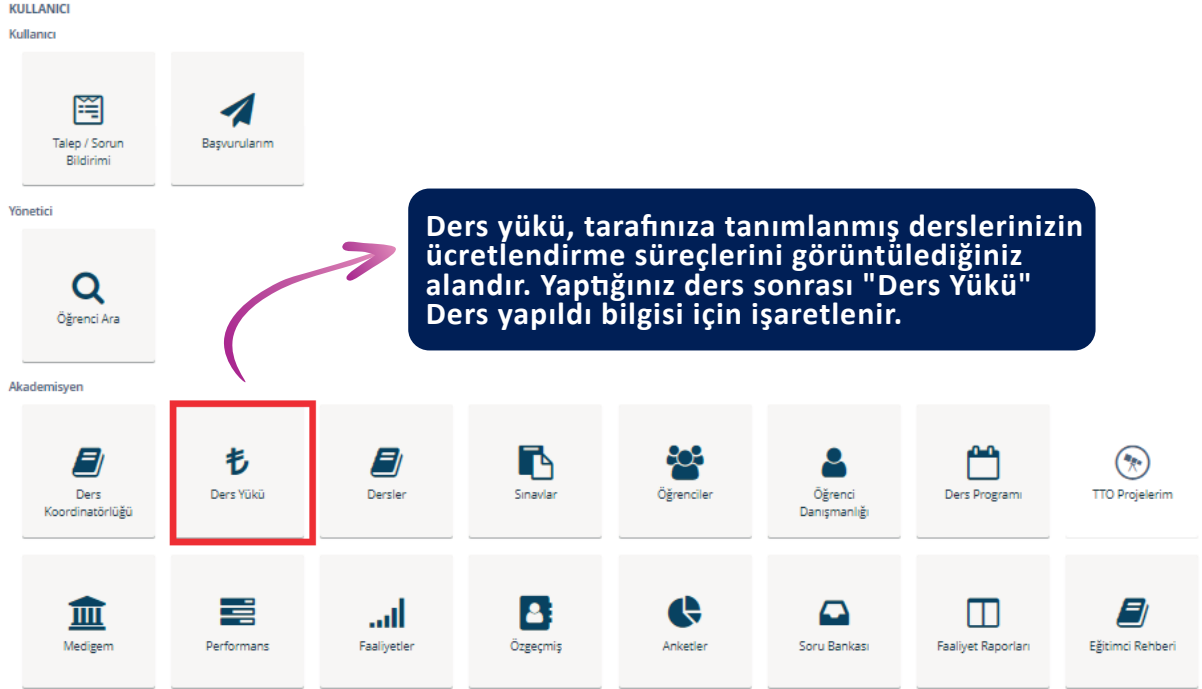 KULLANICI
Kullanıcı
Talep / Sorun
Bildirimi
Başvurularım
Yönetici
Öğrenci Ara
Ders yükü, tarafınıza tanımlanmış derslerinizin
ücretlendirme süreçlerini görüntülediğiniz
alandır. Yaptığınız ders sonrası "Ders Yükü"
Ders yapıldı bilgisi için işaretlenir.
Akademisyen
Ders
Koordinatörlüğü
Ders Yükü
Dersler
Sınavlar
Öğrenciler
Öğrenci
Danışmanlığı
Ders Programı
TTO Projelerim
Medigem
Performans
Faaliyetler
Özgeçmiş
Anketler
Soru Bankası
Faaliyet Raporları
Eğitimci Rehberi